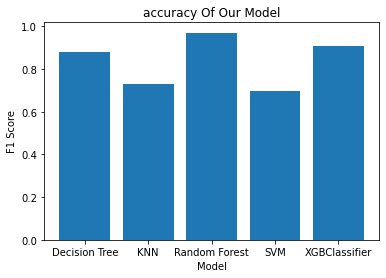 accuracy Of Our Model
1.0
0.8
0.6
0.4
0.2
0.0
F1 Score
Decision Tree KNN Random Forest SVM XGBClassifier
Model